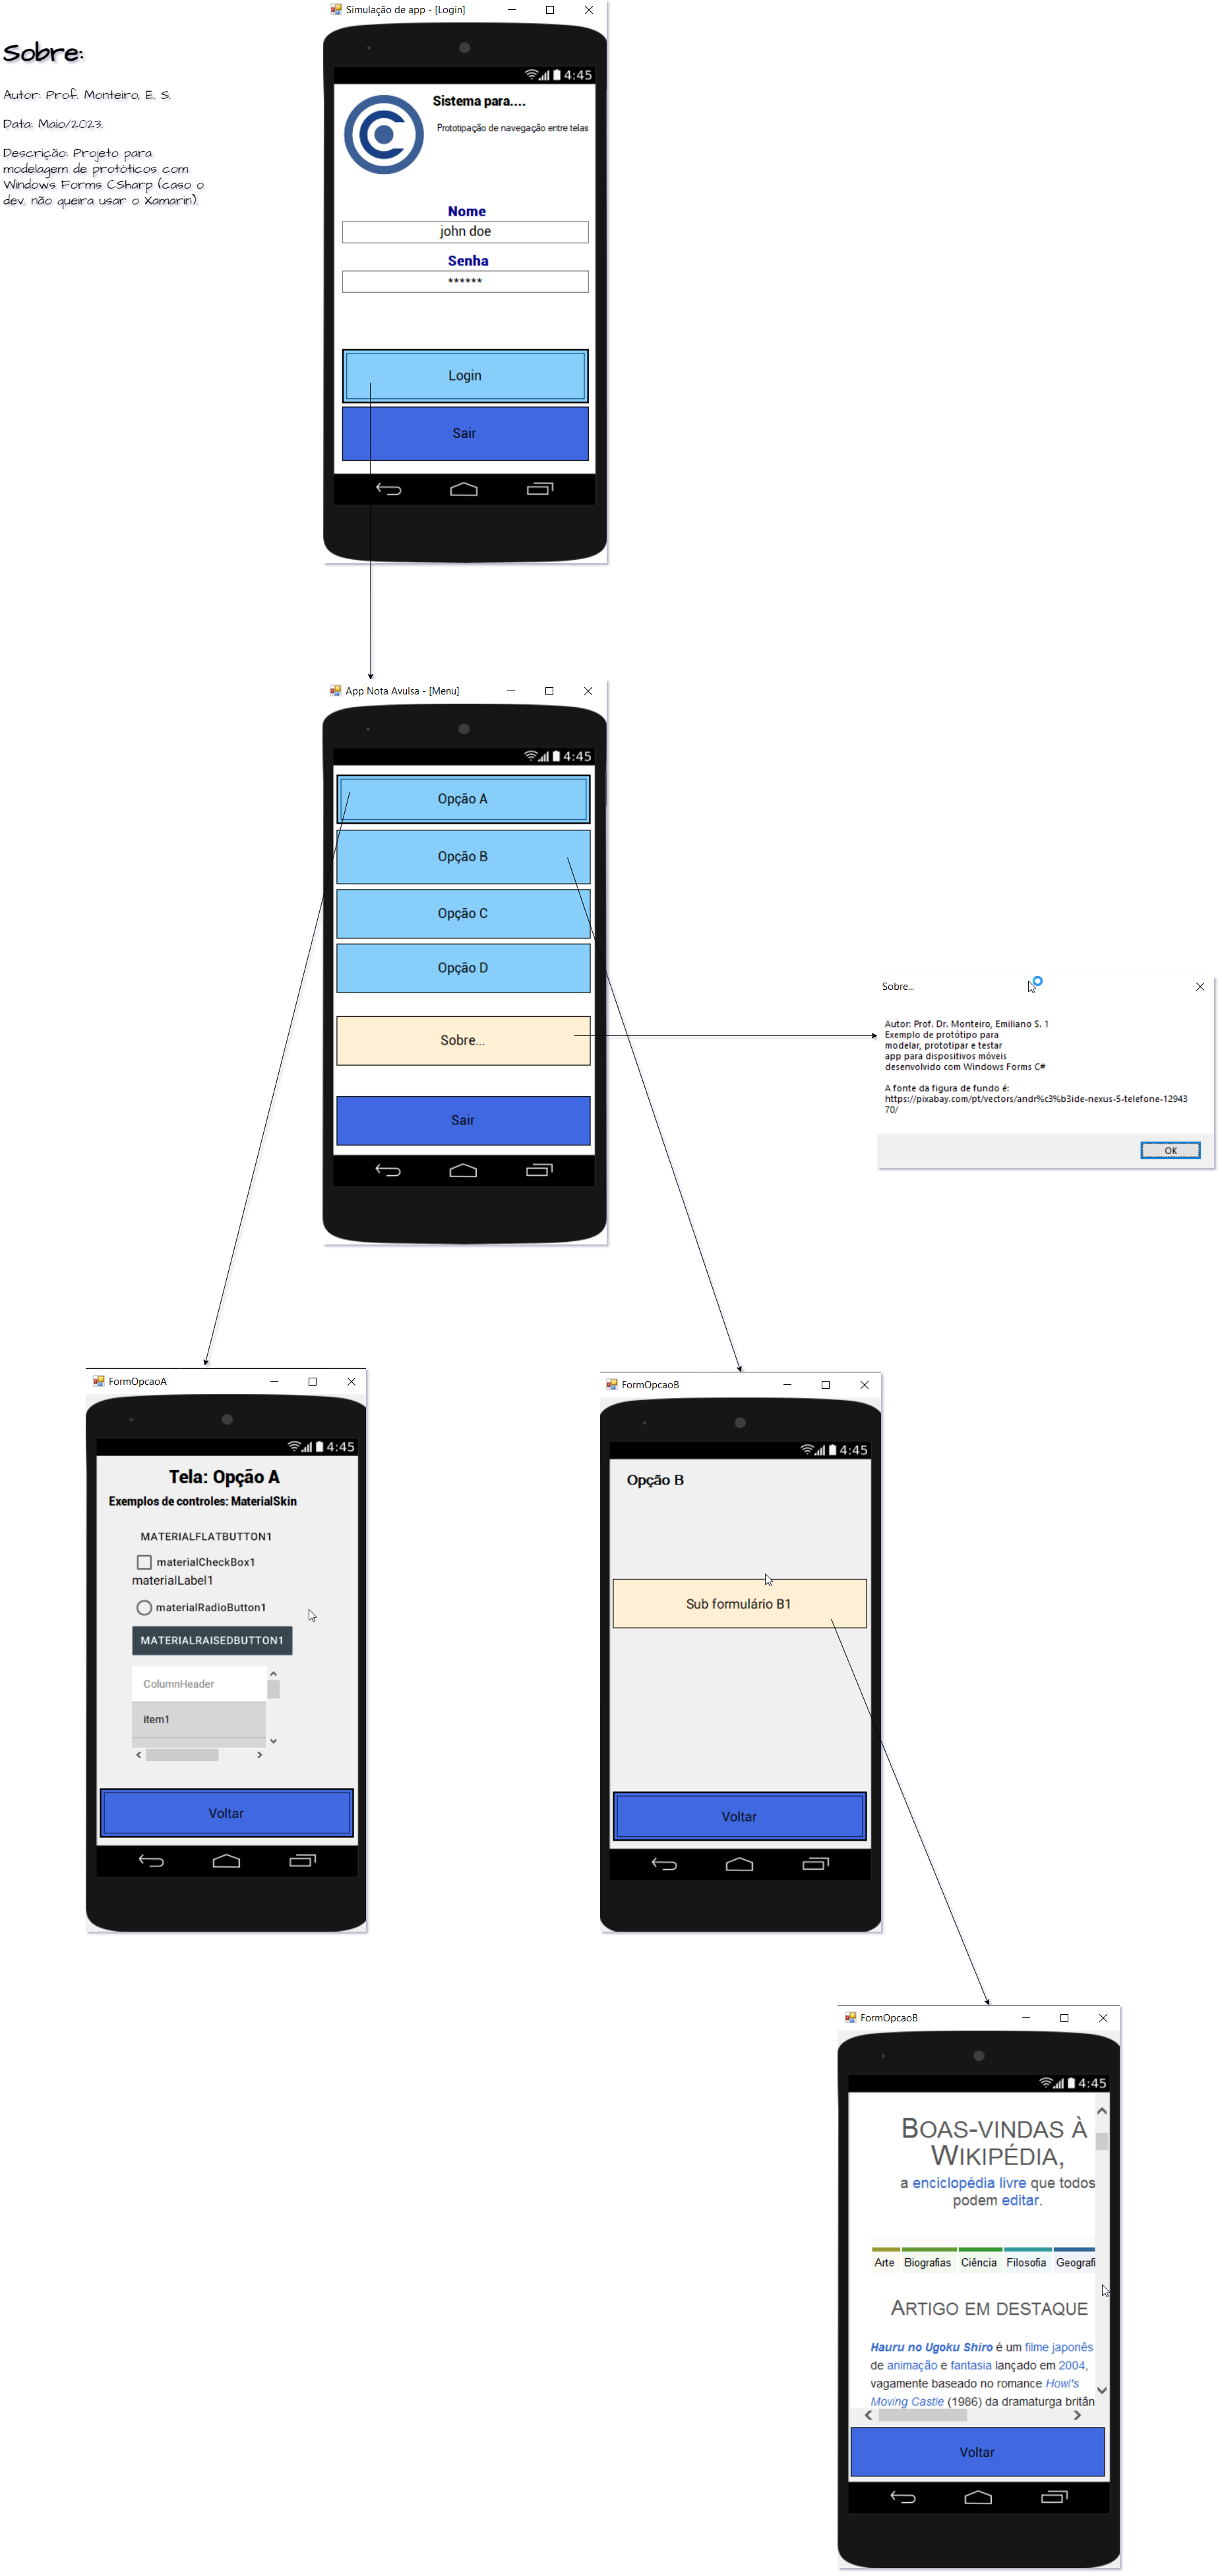 Sobre:
Autor: Prof. Monteiro, E. S.
Data: Maio/2023.
Descrição: Projeto para
modelagem de protóticos com
Windows Forms CSharp (caso o
dev. não queira usar o Xamarin).
Simulação de app - [Login]
4:45
Sistema para....
Prototipação de navegação entre telas
Nome
john doe
Senha
******
Login
Sair
App Nota Avulsa - [Menu]
4:45
Opção A
Opção B
Opção C
Opção D
Sobre...
Sair
Sobre...
Autor: Prof. Dr. Monteiro, Emiliano S. 1
Exemplo de protótipo para
modelar, prototipar e testar
app para dispositivos móveis
desenvolvido com Windows Forms C#
A fonte da figura de fundo é:
https://pixabay.com/pt/vectors/andr%c3%b3ide-nexus-5-telefone-12943
70/
OK
FormOpcaoA
4:45
Tela: Opção A
Exemplos de controles: MaterialSkin
MATERIALFLATBUTTON1
materialCheckBox1
materialLabel1
materialRadioButton1
MATERIALRAISEDBUTTON1
ColumnHeader
item1
Voltar
FormOpcaoB
4:45
Opção B
Sub formulário B1
Voltar
FormOpcaoB
4:45
BOAS-VINDAS À
WIKIPÉDIA,
a enciclopédia livre que todos
podem editar.
Arte Biografias Ciência Filosofia Geografi
ARTIGO EM DESTAQUE
Hauru no Ugoku Shiro é um filme japonês
de animação e fantasia lançado em 2004,
vagamente baseado no romance Howl's
Moving Castle (1986) da dramaturga britân
Voltar